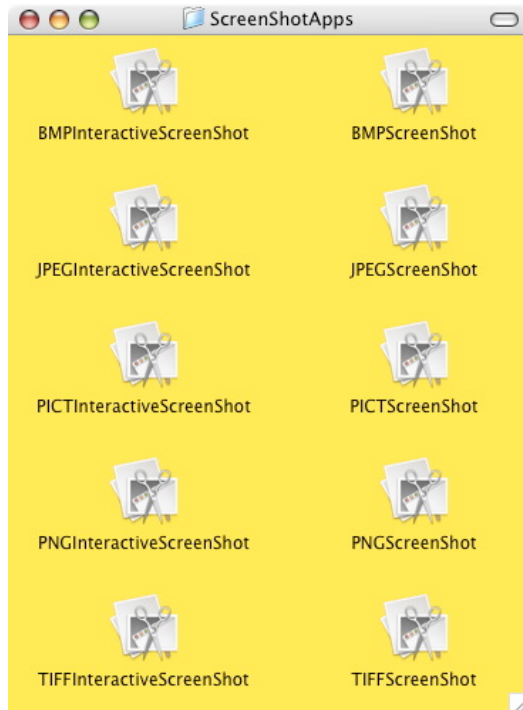 ScreenShotApps
BMPInteractiveScreenShot
BMPScreenShot
JPEGInteractiveScreenShot
JPEGScreenShot
PICTInteractiveScreenShot
PICTScreenShot
PNGInteractiveScreenShot
PNGScreenShot
TIFFInteractiveScreenShot
TIFFScreenShot